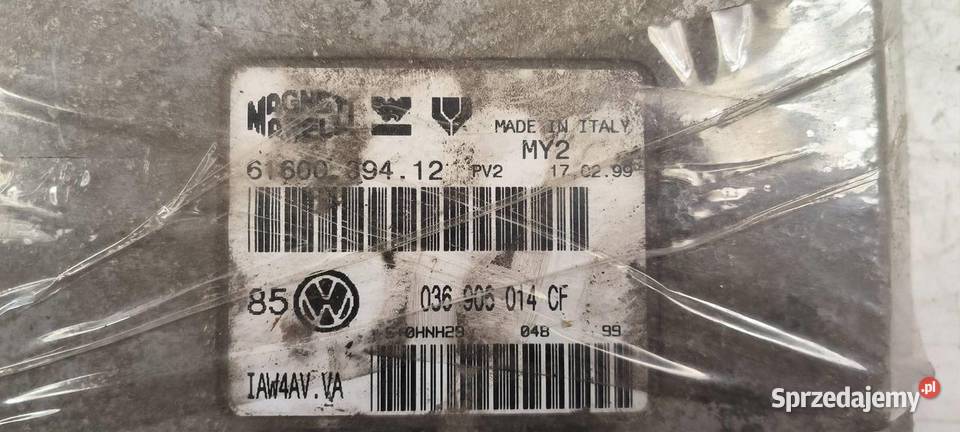 MAGNETI
MARELLI
MADE IN ITALY
MY2
61600.394.12 PV2 17.02.99
85 036 906 014 CF
048 99
IAW4AV.VA
Sprzedajemy.pl